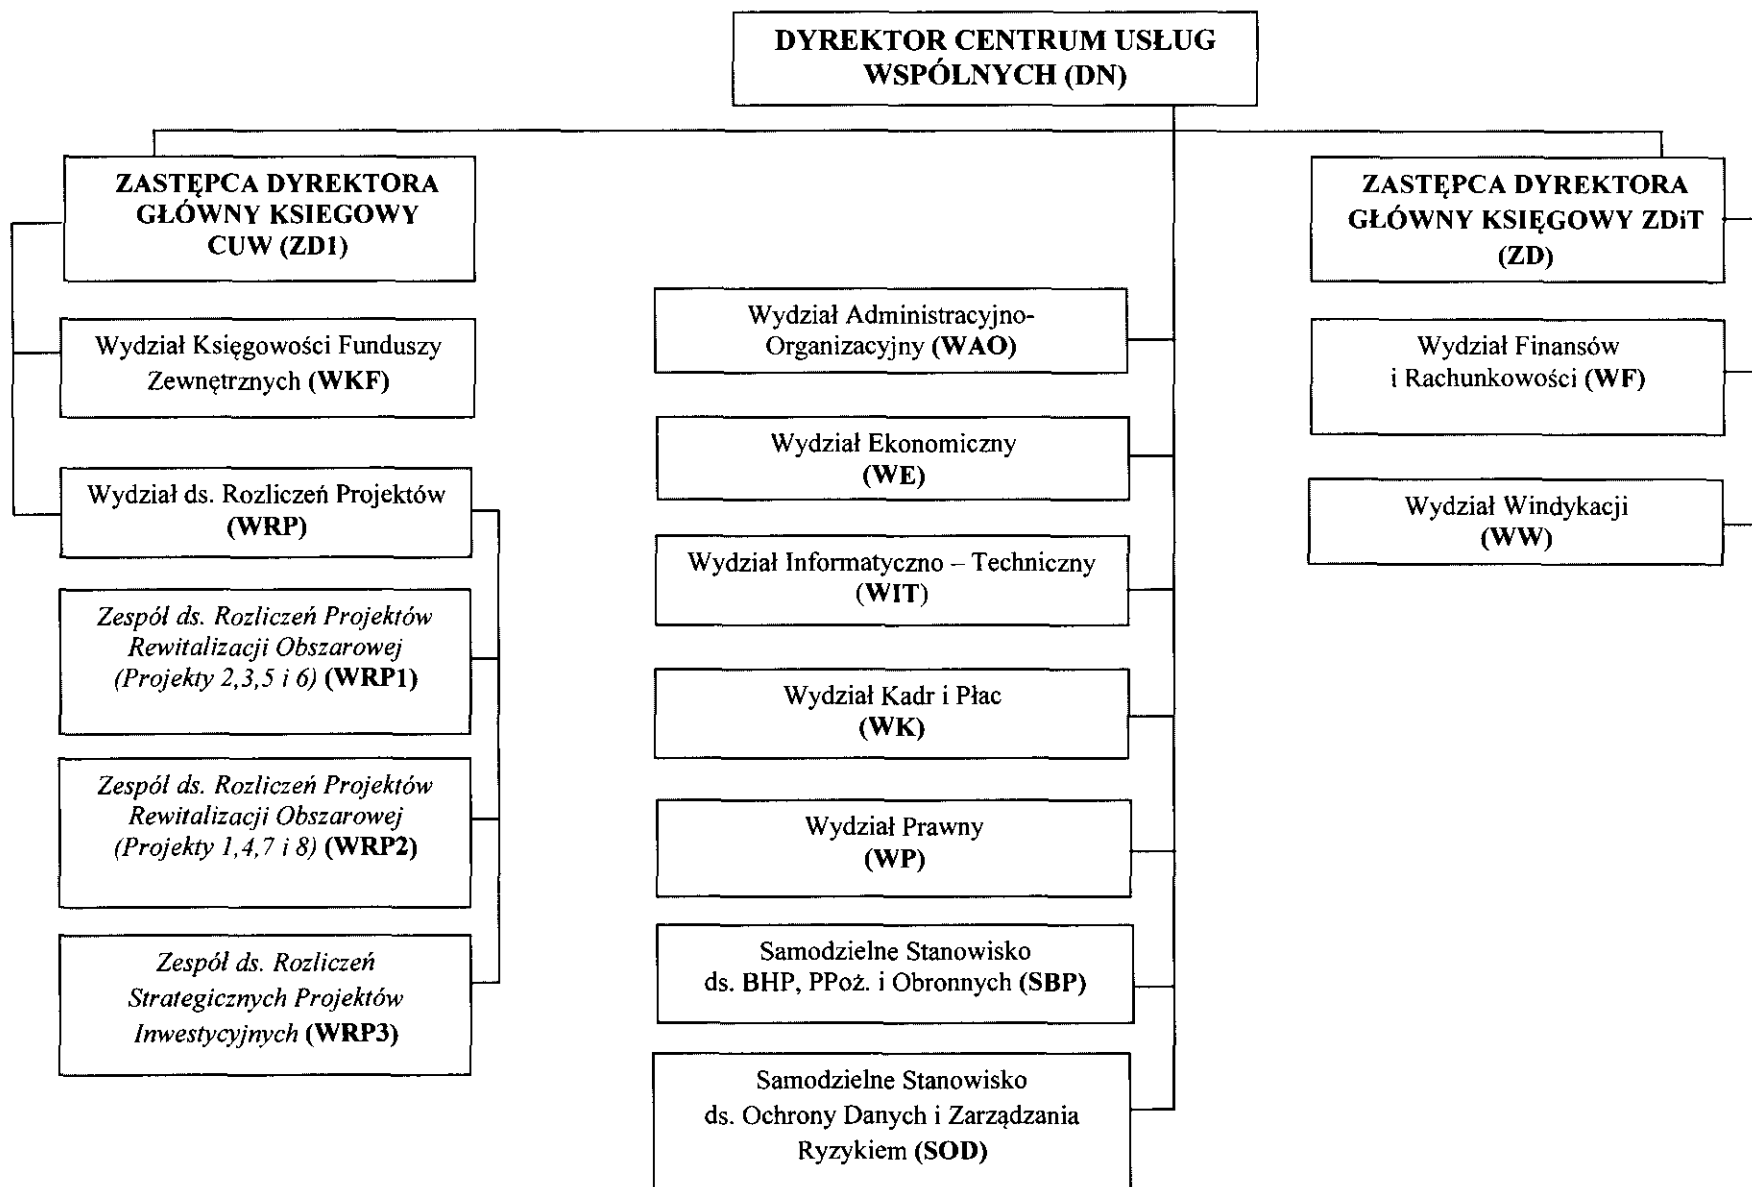 DYREKTOR CENTRUM USŁUG
WSPÓLNYCH (DN)
ZASTĘPCA DYREKTORA
GŁÓWNY KSIEGOWY
CUW (ZD1)
Wydział Księgowości Funduszy
Zewnętrznych (WKF)
Wydział ds. Rozliczeń Projektów
(WRP)
Zespół ds. Rozliczeń Projektów
Rewitalizacji Obszarowej
(Projekty 2,3,5 i 6) (WRP1)
Zespół ds. Rozliczeń Projektów
Rewitalizacji Obszarowej
(Projekty 1,4,7 i 8) (WRP2)
Zespół ds. Rozliczeń
Strategicznych Projektów
Inwestycyjnych (WRP3)
Wydział Administracyjno-
Organizacyjny (WAO)
Wydział Ekonomiczny
(WE)
Wydział Informatyczno – Techniczny
(WIT)
Wydział Kadr i Płac
(WK)
Wydział Prawny
(WP)
Samodzielne Stanowisko
ds. BHP, PPoż. i Obronnych (SBP)
Samodzielne Stanowisko
ds. Ochrony Danych i Zarządzania
Ryzykiem (SOD)
ZASTĘPCA DYREKTORA
GŁÓWNY KSIĘGOWY ZDiT
(ZD)
Wydział Finansów
i Rachunkowości (WF)
Wydział Windykacji
(WW)